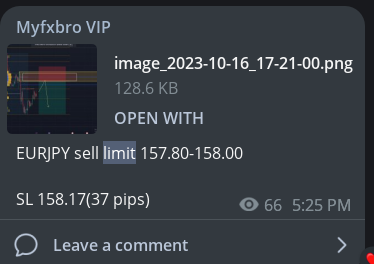 Myfxbro VIP
image_2023-10-16_17-21-00.png
128.6 KB
OPEN WITH
EURJPY sell limit 157.80-158.00
SL 158.17(37 pips)
66 5:25 PM
Leave a comment